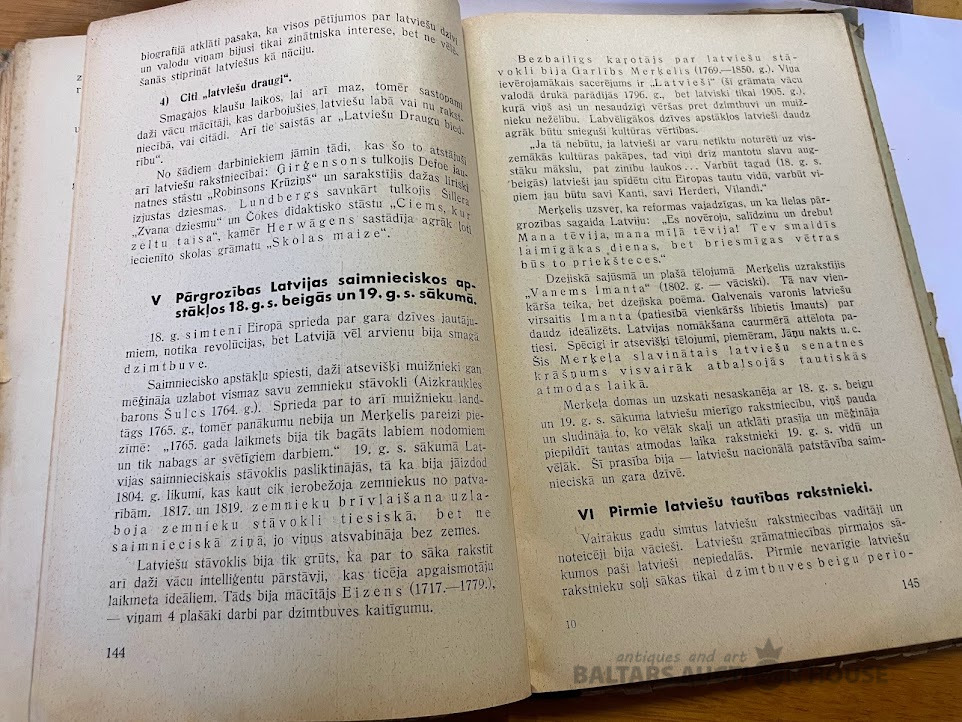 biografijā atklāti pasaka, ka visos pētījumos par latviešu dzīvi
un valodu viņam bijusi tikai zinātniska interese, bet ne vēlē-
šanās stiprināt latviešus kā nāciju.
4) Citi „latviešu draugi“.
Smagajos klaušu laikos, lai arī maz, tomēr sastopami
daži vācu mācītāji, kas darbojušies latviešu labā vai nu rakst-
niecībā, vai citādi. Arī tie saistās ar „Latviešu Draugu bied-
rību“.
No šādiem darbiniekiem jāmin tādi, kas šo to atstājuši
arī latviešu rakstniecībai: Ģirģensons tulkojis Defoe jau-
natnes stāstu „Robinsons Krūziņš“ un sarakstījis dažas liriski
izjustas dziesmas. Lundbergs savukārt tulkojis Šillera
„Zvana dziesmu“ un Čokes didaktisko stāstu „Ciems, kur
zeltu taisa“, kamēr Herwāgens sastādīja agrāk ļoti
iecienīto skolas grāmatu „Skolas maize“.
V Pārgrozības Latvijas saimnieciskos ap-
stākļos 18. g. s. beigās un 19. g. s. sākumā.
18. g. simtenī Eiropā sprieda par gara dzīves jautāju-
miem, notika revolūcijas, bet Latvijā vēl arvienu bija smagā
dzimtbuve.
Saimniecisko apstākļu spiesti, daži atsevišķi muižnieki gan
mēģināja uzlabot vismaz savu zemnieku stāvokli (Aizkraukles
barons Šulcs 1764. g.). Sprieda par to arī muižnieku land-
tāgs 1765. g., tomēr panākumu nebija un Merķelis pareizi pie-
zīmē: „1765. gada laikmets bija tik bagāts labiem nodomiem
un tik nabags ar svētīgiem darbiem.“ 19. g. s. sākumā Lat-
vijas saimnieciskais stāvoklis pasliktinājās, tā ka bija jāizdod
1804. g. likumi, kas kaut cik ierobežoja zemniekus no patva-
rībām. 1817. un 1819. zemnieku brīvlaišana uzla-
boja zemnieku stāvokli tiesiskā, bet ne
saimnieciskā ziņā, jo viņus atsvabināja bez zemes.
Latviešu stāvoklis bija tik grūts, ka par to sāka rakstīt
arī daži vācu intelliģentu pārstāvji, kas ticēja apgaismotāju
laikmeta ideāliem. Tāds bija mācītājs Eizens (1717.—1779.),
— viņam 4 plašāki darbi par dzimtbuves kaitīgumu.
144
Bezbailīgs kaŗotājs par latviešu stā-
vokli bija Garlībs Merķelis (1769.—1850. g.). Viņa
ievērojamākais sacerējums ir „Latvieši“ (šī grāmata vācu
valodā drukā parādījās 1796. g., bet latviski tikai 1905. g.),
kurā viņš asi un nesaudzīgi vēršas pret dzimtbuvi un muiž-
nieku neželību. Labvēlīgākos dzīves apstākļos latvieši daudz
agrāk būtu snieguši kultūras vērtības.
„Ja tā nebūtu, ja latvieši ar varu netiktu noturēti uz vis-
zemākās kultūras pakāpes, tad viņi drīz mantotu slavu aug-
stāku mākslu, pat zinību laukos... Varbūt tagad (18. g. s.
beigās) latvieši jau spīdētu citu Eiropas tautu vidū, varbūt vi-
ņiem jau būtu savi Kanti, savi Herderi, Vilandi.“
Merķelis uzsver, ka reformas vajadzīgas, un ka lielas pār-
grozības sagaida Latviju: „Es novēroju, salīdzinu un drebu!
Mana tēvija, mana mīļā tēvija! Tev smaidīs
laimīgākas dienas, bet briesmīgas vētras
būs to priekšteces.“
Dzejiskā sajūsmā un plašā tēlojumā Merķelis uzrakstījis
„Vanems Imanta“ (1802. g. — vāciski). Tā nav vien-
kārša teika, bet dzejiska poēma. Galvenais varonis latviešu
virsaitis Imanta (patiesībā vienkāršs lībietis Imauts) par
daudz ideālizēts. Latvijas nomākšana caurmērā attēlota pa-
tiesi. Spēcīgi ir atsevišķi tēlojumi, piemēram, Jāņu nakts u. c.
Šis Merķeļa slavinātais latviešu senatnes
krāšņums visvairāk atbalsojās tautiskās
atmodas laikā.
Merķeļa domas un uzskati nesaskanēja ar 18. g. s. beigu
un 19. g. s. sākuma latviešu mierīgo rakstniecību, viņš pauda
un sludināja to, ko vēlāk skaļi un atklāti prasīja un mēģināja
piepildīt tautas atmodas laika rakstnieki 19. g. s. vidū un
vēlāk. Šī prasība bija — latviešu nacionalā patstāvība saim-
nieciskā un gara dzīvē.
VI Pirmie latviešu tautības rakstnieki.
Vairākus gadu simtus latviešu rakstniecības vadītāji un
noteicēji bija vācieši. Latviešu grāmatniecības pirmajos sā-
kumos paši latvieši nepiedalās. Pirmie nevarīgie latviešu
rakstnieku soļi sākas tikai dzimtbuves beigu perio-
145
10
antiques and art